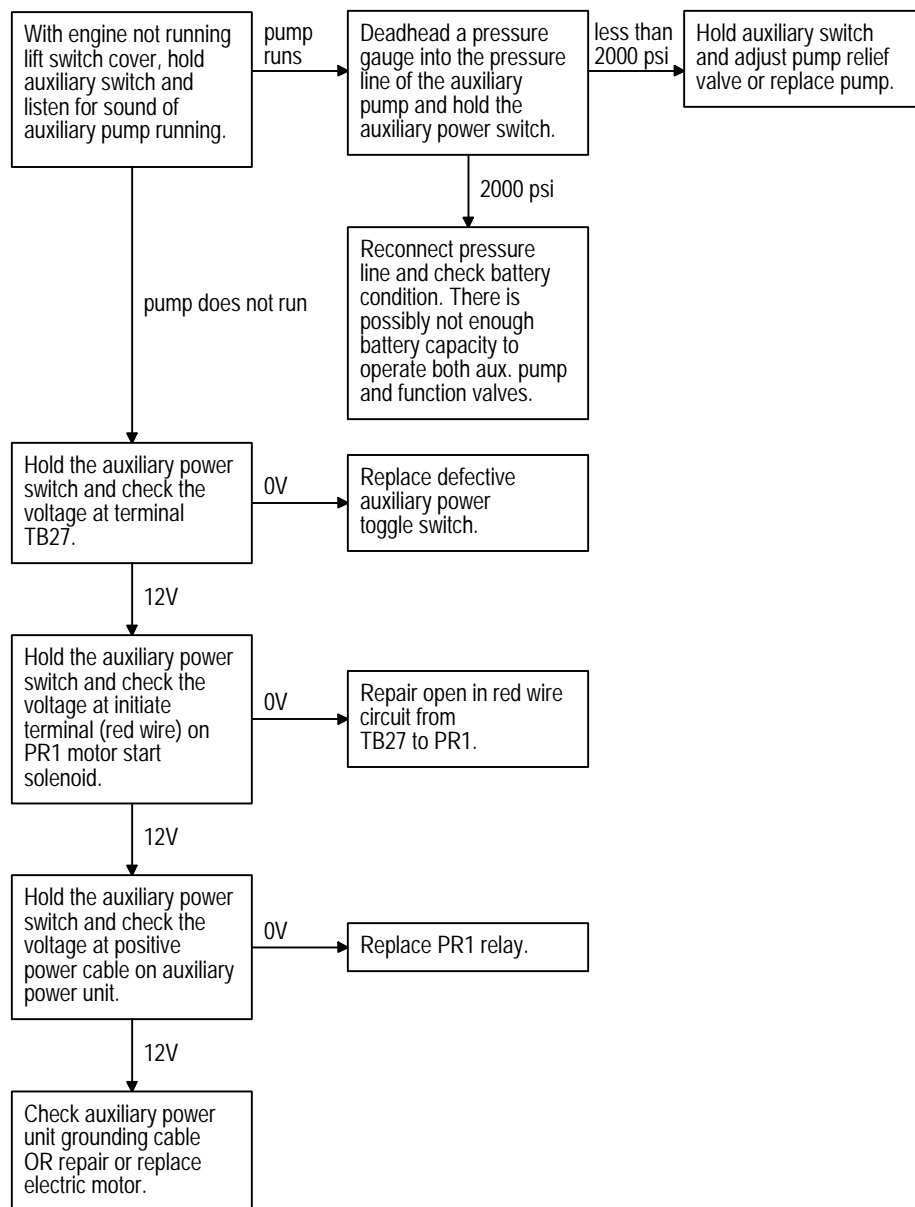 With engine not running
lift switch cover, hold
auxiliary switch and
listen for sound of
auxiliary pump running.
pump
runs
Deadhead a pressure
gauge into the pressure
line of the auxiliary
pump and hold the
auxiliary power switch.
less than
2000 psi
Hold auxiliary switch
and adjust pump relief
valve or replace pump.
2000 psi
Reconnect pressure
line and check battery
condition. There is
possibly not enough
battery capacity to
operate both aux. pump
and function valves.
pump does not run
Hold the auxiliary power
switch and check the
voltage at terminal
TB27.
0V
Replace defective
auxiliary power
toggle switch.
12V
Hold the auxiliary power
switch and check the
voltage at initiate
terminal (red wire) on
PR1 motor start
solenoid.
0V
Repair open in red wire
circuit from
TB27 to PR1.
12V
Hold the auxiliary power
switch and check the
voltage at positive
power cable on auxiliary
power unit.
0V
Replace PR1 relay.
12V
Check auxiliary power
unit grounding cable
OR repair or replace
electric motor.